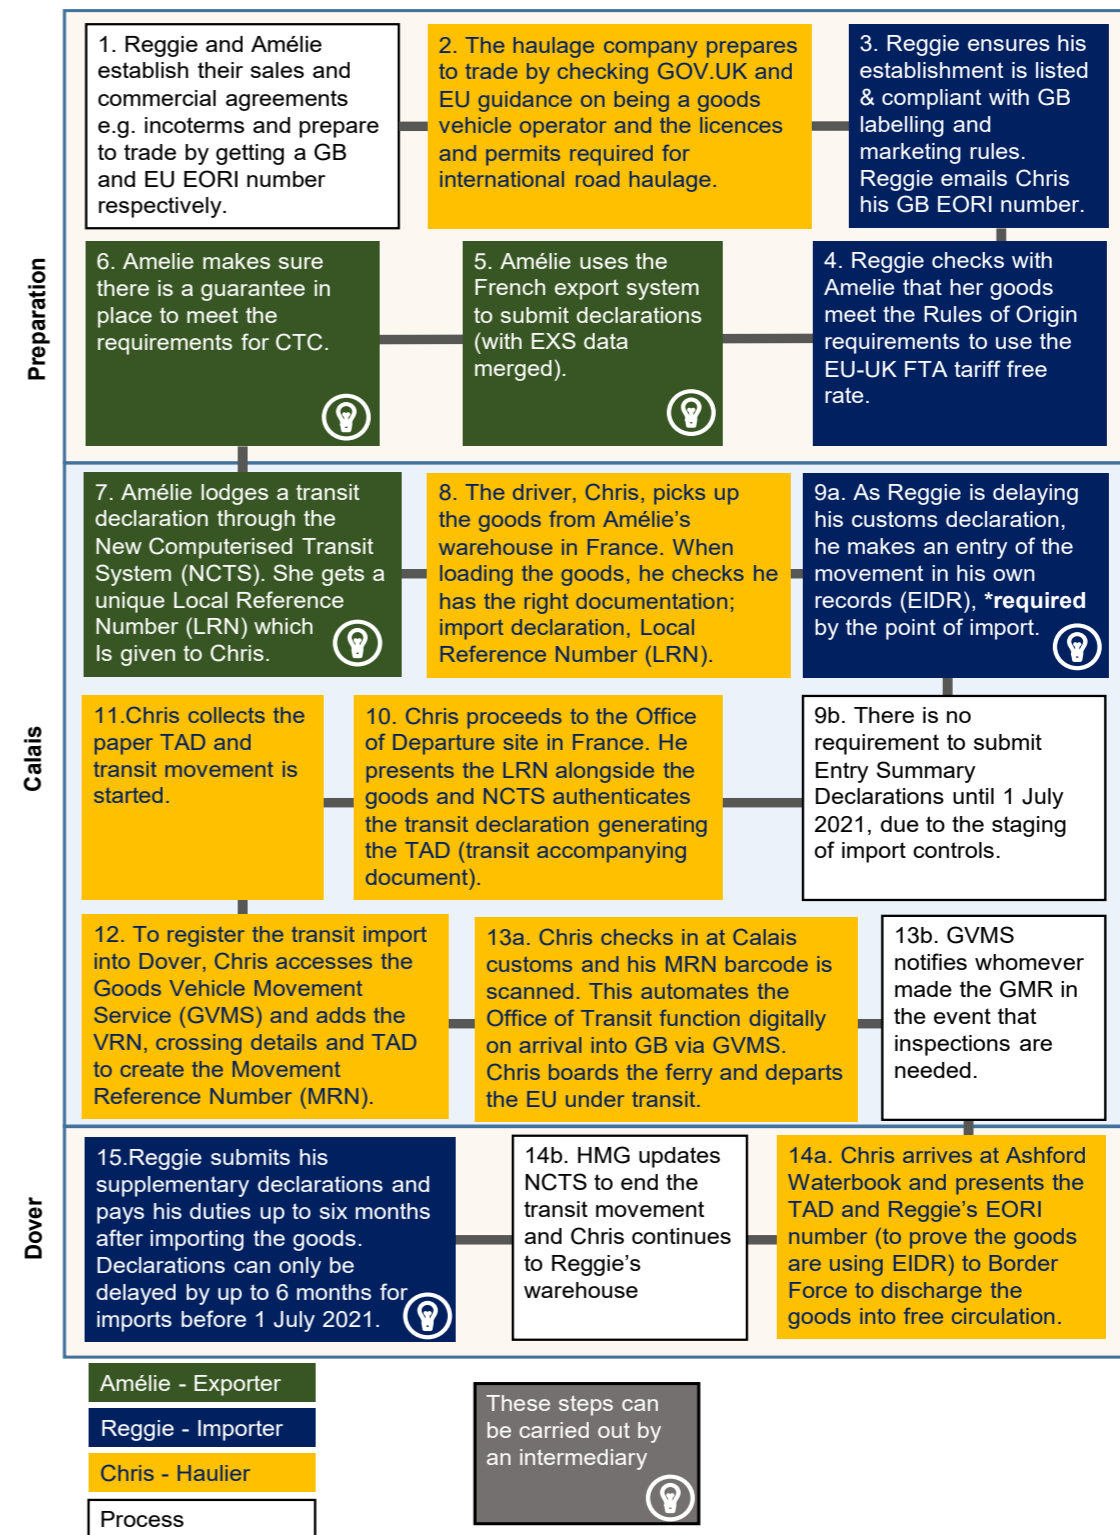 Preparation
1. Reggie and Amélie
establish their sales and
commercial agreements
e.g. incoterms and prepare
to trade by getting a GB
and EU EORI number
respectively.
2. The haulage company prepares
to trade by checking GOV.UK and
EU guidance on being a goods
vehicle operator and the licences
and permits required for
international road haulage.
3. Reggie ensures his
establishment is listed
& compliant with GB
labelling and
marketing rules.
Reggie emails Chris
his GB EORI number.
4. Reggie checks with
Amelie that her goods
meet the Rules of Origin
requirements to use the
EU-UK FTA tariff free
rate.
5. Amélie uses the
French export system
to submit declarations
(with EXS data
merged).
6. Amelie makes sure
there is a guarantee in
place to meet the
requirements for CTC.
Calais
7. Amélie lodges a transit
declaration through the
New Computerised Transit
System (NCTS). She gets a
unique Local Reference
Number (LRN) which
Is given to Chris.
8. The driver, Chris, picks up
the goods from Amélie's
warehouse in France. When
loading the goods, he checks he
has the right documentation;
import declaration, Local
Reference Number (LRN).
9a. As Reggie is delaying
his customs declaration,
he makes an entry of the
movement in his own
records (EIDR), *required
by the point of import.
9b. There is no
requirement to submit
Entry Summary
Declarations until 1 July
2021, due to the staging
of import controls.
10. Chris proceeds to the Office
of Departure site in France. He
presents the LRN alongside the
goods and NCTS authenticates
the transit declaration generating
the TAD (transit accompanying
document).
11.Chris collects the
paper TAD and
transit movement is
started.
12. To register the transit import
into Dover, Chris accesses the
Goods Vehicle Movement
Service (GVMS) and adds the
VRN, crossing details and TAD
to create the Movement
Reference Number (MRN).
13a. Chris checks in at Calais
customs and his MRN barcode is
scanned. This automates the
Office of Transit function digitally
on arrival into GB via GVMS.
Chris boards the ferry and departs
the EU under transit.
13b. GVMS
notifies whomever
made the GMR in
the event that
inspections are
needed.
Dover
14a. Chris arrives at Ashford
Waterbook and presents the
TAD and Reggie's EORI
number (to prove the goods
are using EIDR) to Border
Force to discharge the
goods into free circulation.
14b. HMG updates
NCTS to end the
transit movement
and Chris continues
to Reggie's
warehouse
15.Reggie submits his
supplementary declarations and
pays his duties up to six months
after importing the goods.
Declarations can only be
delayed by up to 6 months for
imports before 1 July 2021.
Amélie - Exporter
Reggie - Importer
Chris - Haulier
Process
These steps can
be carried out by
an intermediary